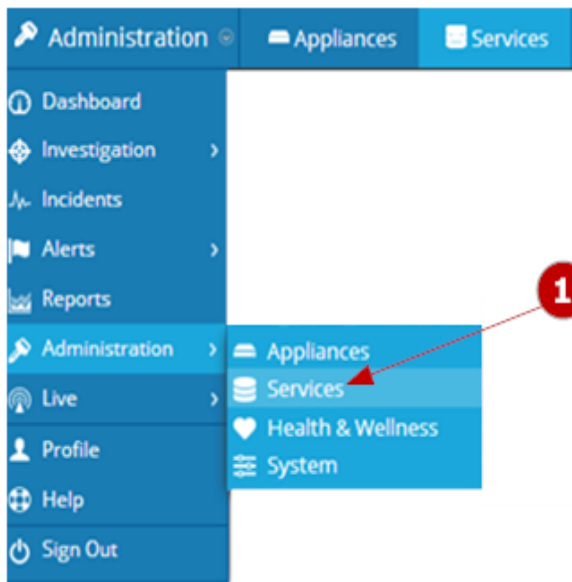 Administration Appliances Services
Dashboard
Investigation
Incidents
Alerts
Reports
Administration
Live
Profile
Help
Sign Out
Appliances
Services
Health & Wellness
System
1